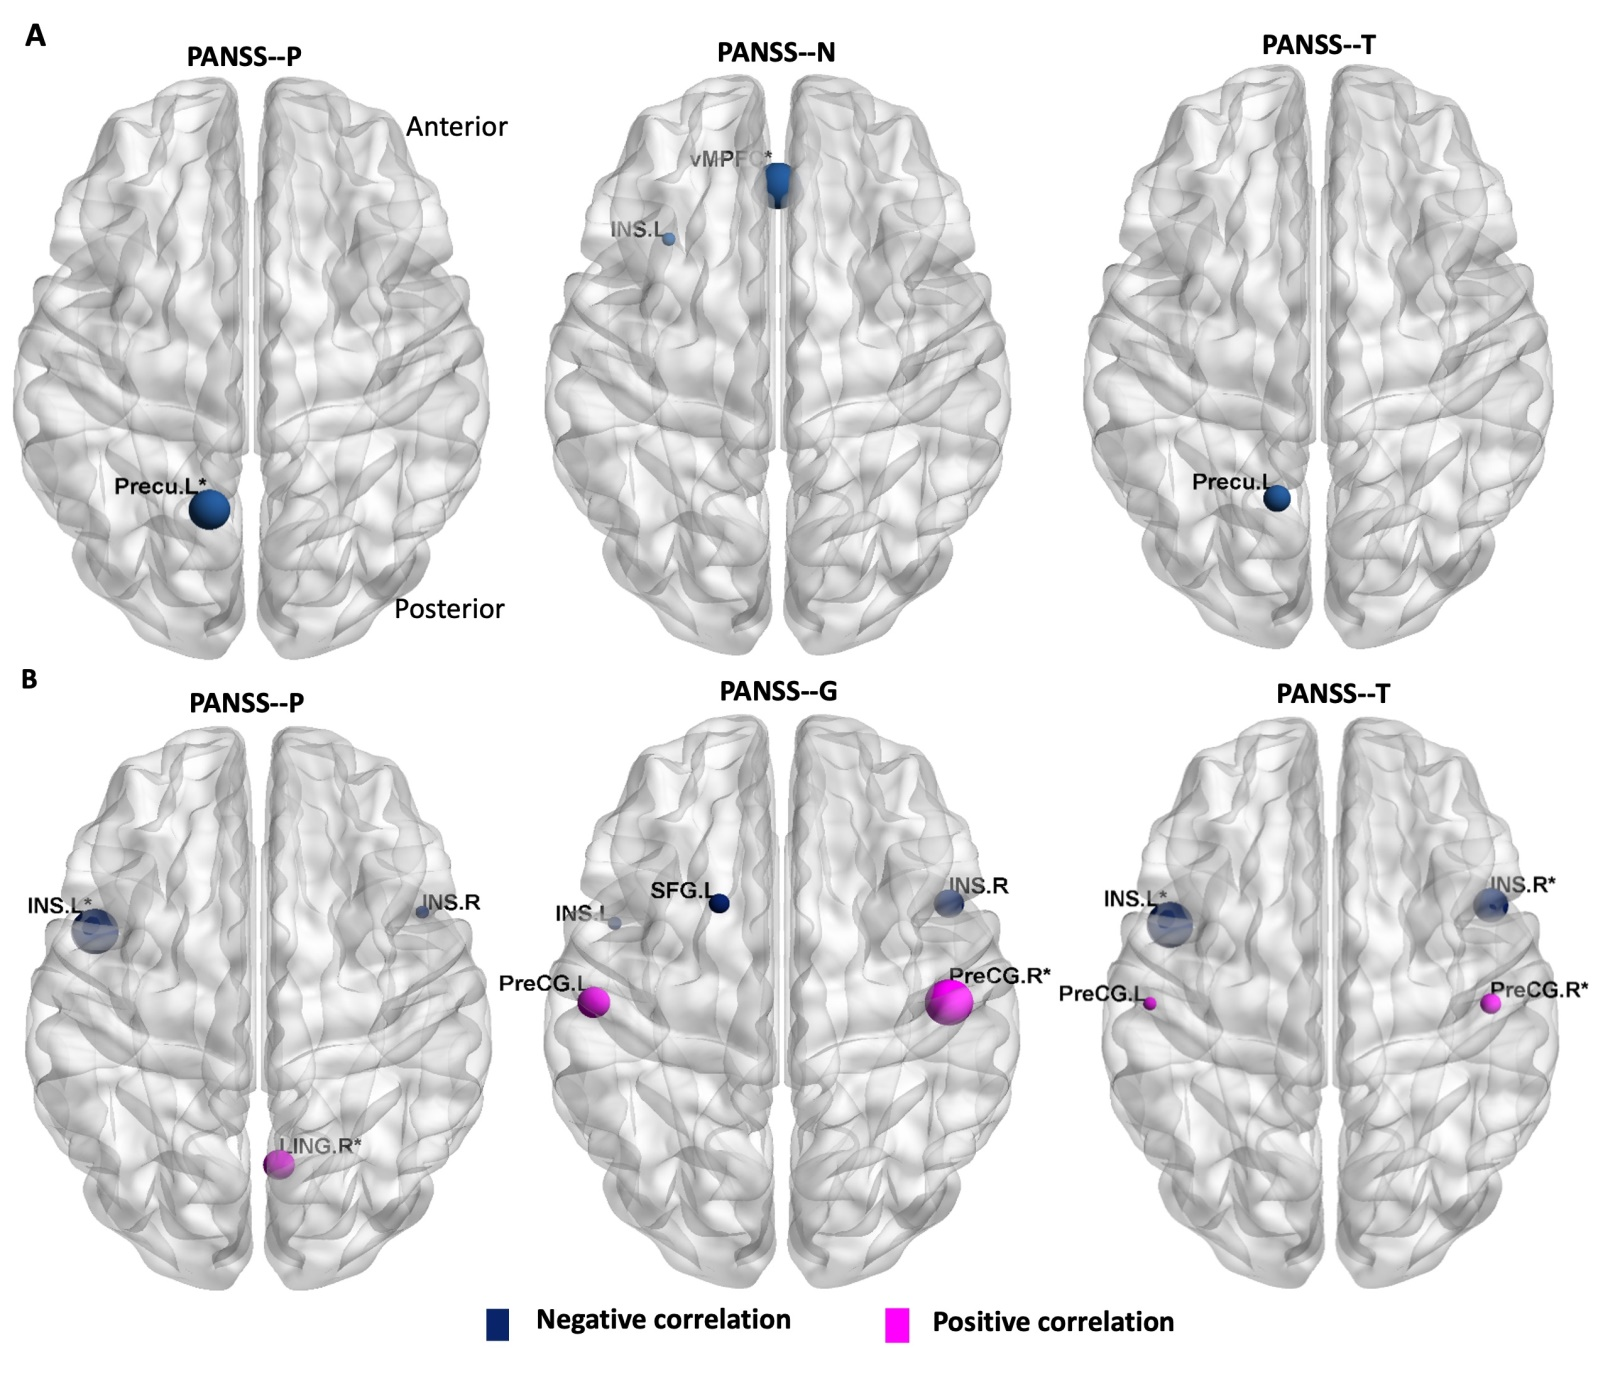 A
PANSS--P
PANSS--N
PANSS--T
Anterior
vMPFC*
INS.L
Precu.L*
Precu.L
Posterior
B
PANSS--P
PANSS--G
PANSS--T
INS.L*
INS.R
LING.R*
SFG.L
INS.R
INS.L
PreCG.L
PreCG.R*
INS.L*
INS.R*
PreCG.L
PreCG.R*
Negative correlation
Positive correlation